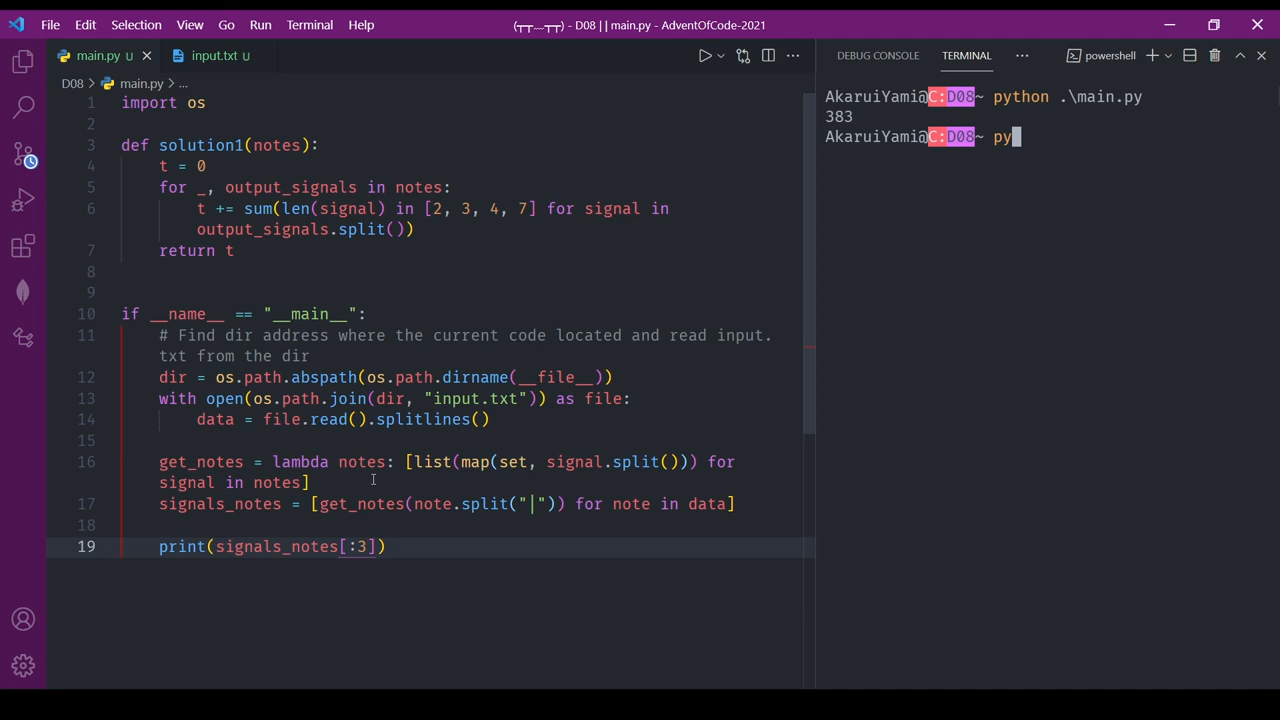 File Edit Selection View Go Run Terminal Help (┬┬﹏┬┬) - D08 | | main.py - AdventOfCode-2021
main.py U
input.txt U
D08 > main.py > ...
1 import os
2
3 def solution1(notes):
4 t = 0
5 for _, output_signals in notes:
6 t += sum(len(signal) in [2, 3, 4, 7] for signal in
output_signals.split())
7 return t
8
9
10 if __name__ == "__main__":
11 # Find dir address where the current code located and read input.
txt from the dir
12 dir = os.path.abspath(os.path.dirname(__file__))
13 with open(os.path.join(dir, "input.txt")) as file:
14 data = file.read().splitlines()
15
16 get_notes = lambda notes: [list(map(set, signal.split())) for
signal in notes]
17 signals_notes = [get_notes(note.split("|")) for note in data]
18
19 print(signals_notes[:3])
DEBUG CONSOLE TERMINAL ... powershell
AkaruiYami@C:D08~ python .\main.py
383
AkaruiYami@C:D08~ py